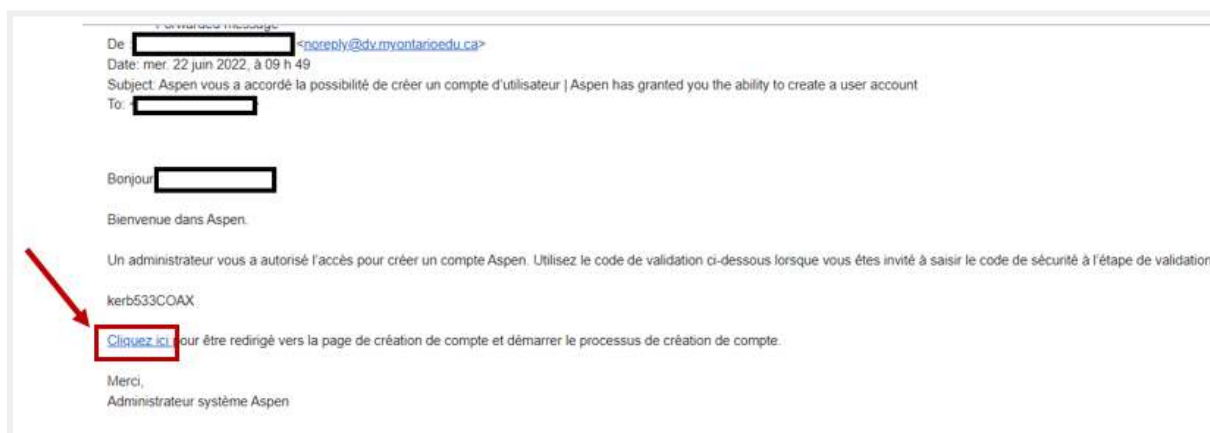 Forwarded message
De : <noreply@dv.myontarioedu.ca>
Date: mer. 22 juin 2022, à 09 h 49
Subject: Aspen vous a accordé la possibilité de créer un compte d'utilisateur | Aspen has granted you the ability to create a user account
To: <
Bonjour
Bienvenue dans Aspen.
Un administrateur vous a autorisé l'accès pour créer un compte Aspen. Utilisez le code de validation ci-dessous lorsque vous êtes invité à saisir le code de sécurité à l'étape de validation
kerb533COAX
Cliquez ici pour être redirigé vers la page de création de compte et démarrer le processus de création de compte.
Merci,
Administrateur système Aspen